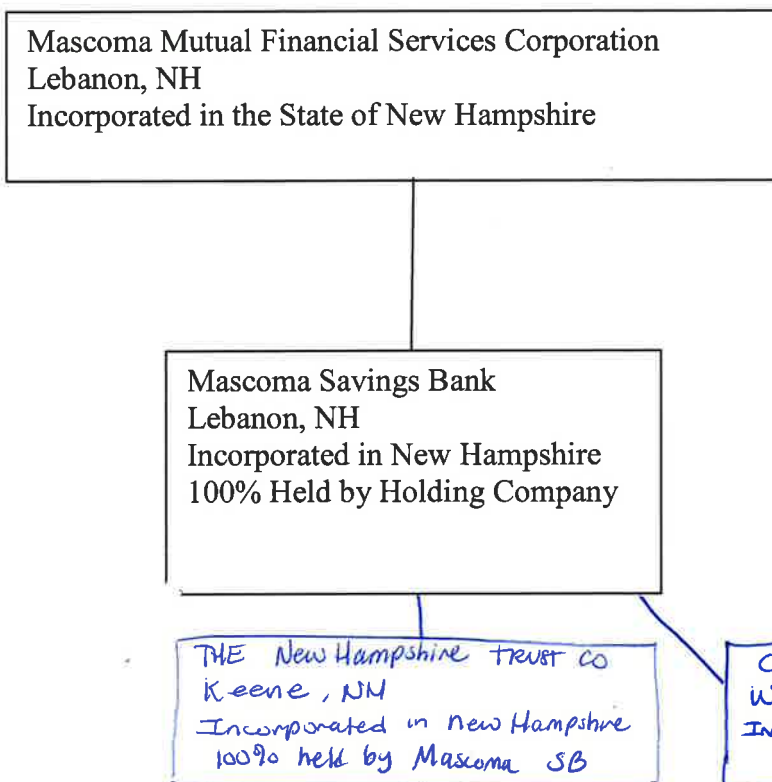 Mascoma Mutual Financial Services Corporation
Lebanon, NH
Incorporated in the State of New Hampshire
Mascoma Savings Bank
Lebanon, NH
Incorporated in New Hampshire
100% Held by Holding Company
THE New Hampshire TRUST CO
Keene, NH
Incorporated in new Hampshire
100% held by Mascoma SB